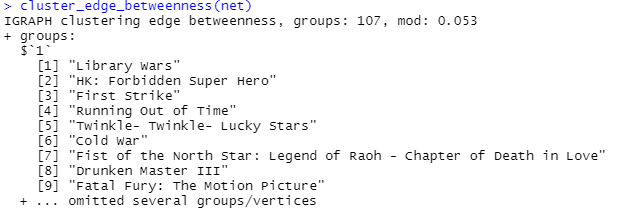 > cluster_edge_betweenness(net)
IGRAPH clustering edge betweenness, groups: 107, mod: 0.053
+ groups:
  $`1`
    [1] "Library Wars"
    [2] "HK: Forbidden Super Hero"
    [3] "First Strike"
    [4] "Running Out of Time"
    [5] "Twinkle- Twinkle- Lucky Stars"
    [6] "Cold War"
    [7] "Fist of the North Star: Legend of Raoh - Chapter of Death in Love"
    [8] "Drunken Master III"
    [9] "Fatal Fury: The Motion Picture"
  + ... omitted several groups/vertices